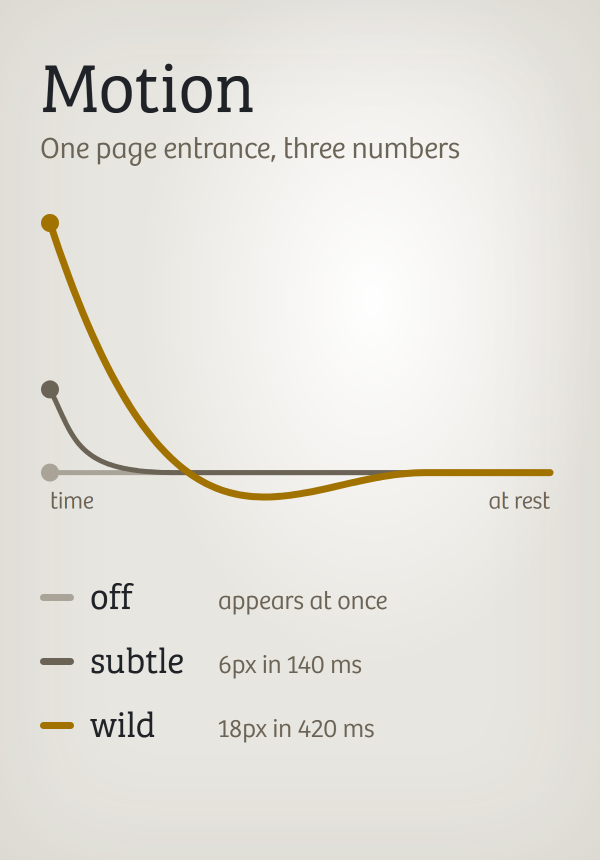 Motion
One page entrance, three numbers
time
at rest
off
appears at once
subtle
6px in 140 ms
wild
18px in 420 ms